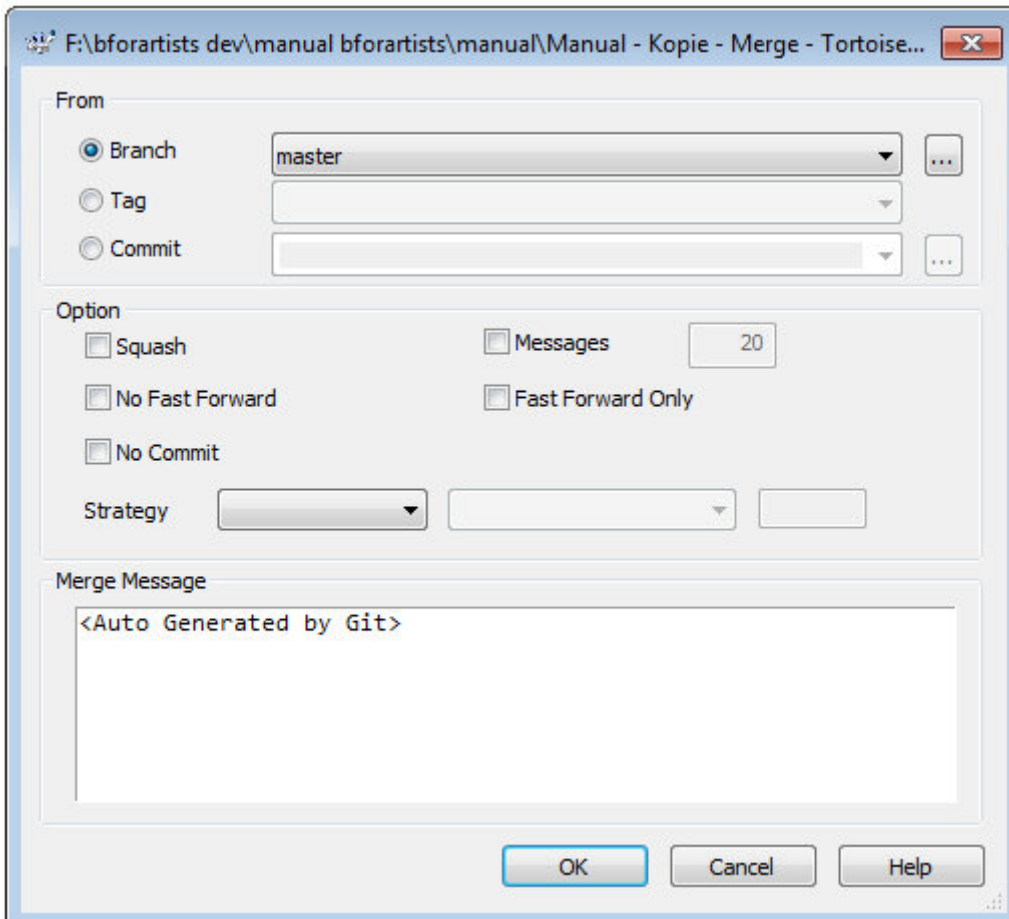 F:\bforartists dev\manual bforartists\manual\Manual - Kopie - Merge - Tortoise...
From
Branch master ...
Tag
Commit ...
Option
Squash Messages 20
No Fast Forward Fast Forward Only
No Commit
Strategy
Merge Message
<Auto Generated by Git>
OK Cancel Help